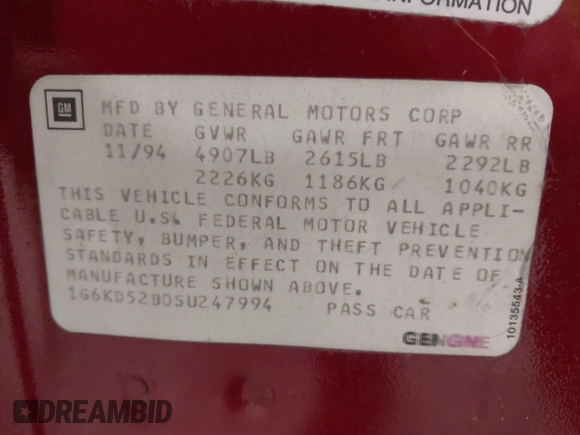 INFORMATION
GM
MFD BY GENERAL MOTORS CORP
DATE GVWR GAWR FRT GAWR RR
11/94 4907LB 2615LB 2292LB
2226KG 1186KG 1040KG
THIS VEHICLE CONFORMS TO ALL APPLI-
CABLE U.S. FEDERAL MOTOR VEHICLE
SAFETY, BUMPER, AND THEFT PREVENTION
STANDARDS IN EFFECT ON THE DATE OF
MANUFACTURE SHOWN ABOVE.
1G6KD52B0SU247994 PASS CAR
10135543-A
DREAMBID